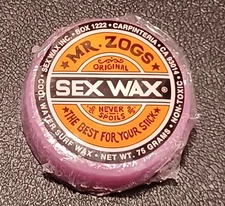 SEX WAX INC. • BOX 1222 • CARPINTERIA • CA 93014 • NON-TOXIC
MR. ZOGS
ORIGINAL
SEX WAX®
NEVER
SPOILS
THE BEST FOR YOUR STICK
COOL WATER SURF WAX • NET WT. 75 GRAMS •